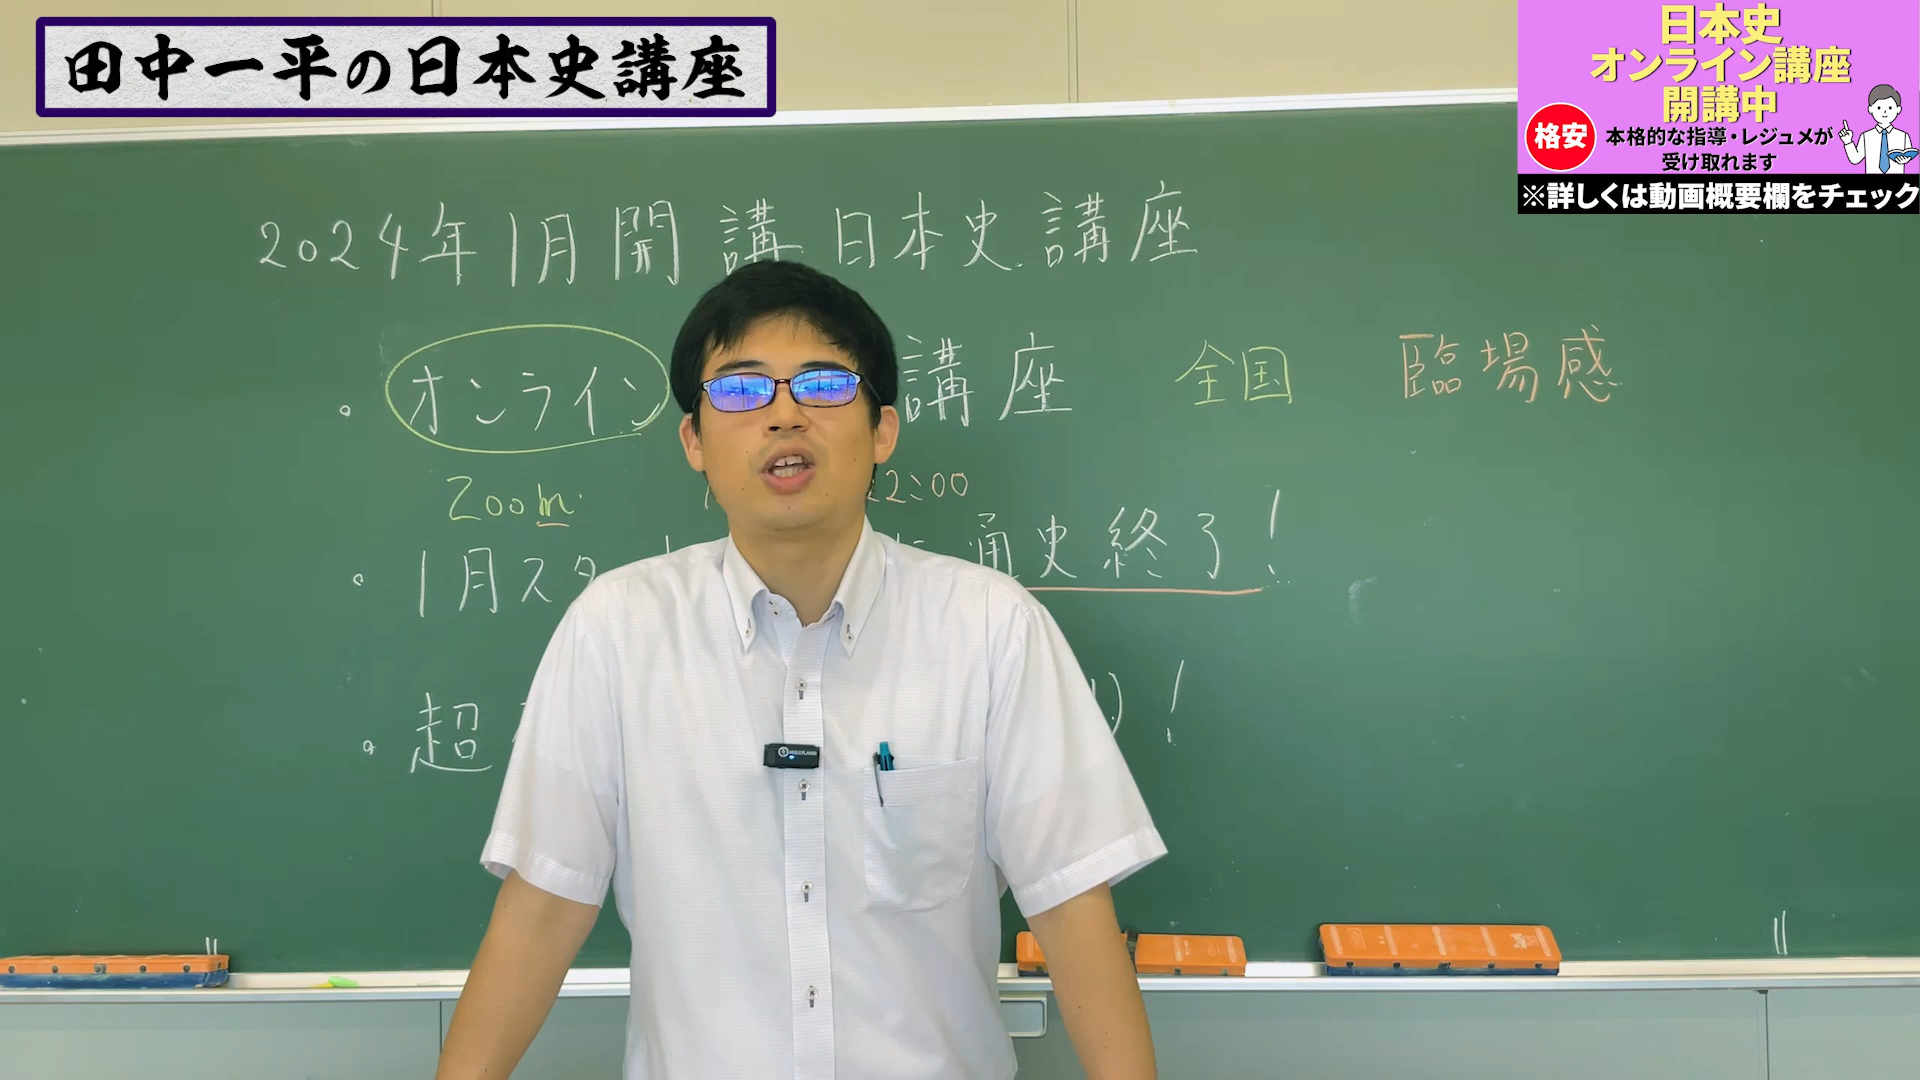 田中一平の日本史講座
日本史
オンライン講座
開講中
格安
本格的な指導・レジュメが
受け取れます
※詳しくは動画概要欄をチェック
2024年1月開講 日本史講座
・オンライン 講座 全国 臨場感
Zoom 22:00
・1月スタ 通史終了!
・超 り!
HOLLYLAND